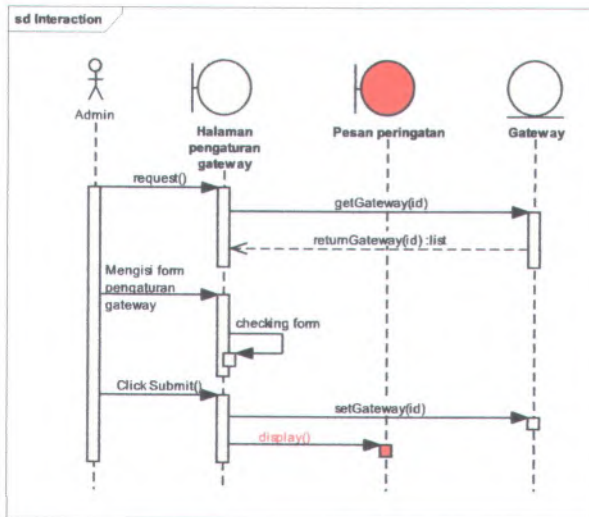 sd Interaction
Admin
Halaman
pengaturan
gateway
Pesan peringatan
Gateway
request()
getGateway(id)
returnGateway(id) :list
Mengisi form
pengaturan
gateway
checking form
Click Submit()
setGateway(id)
display()